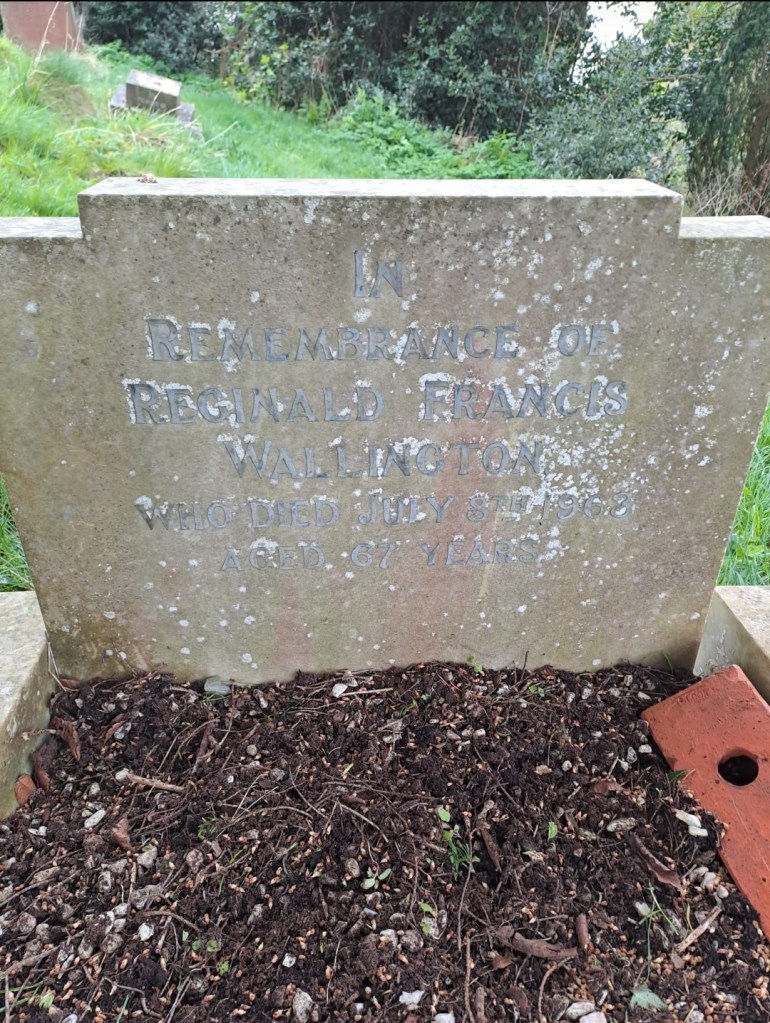 IN
REMEMBRANCE OF
REGINALD FRANCIS
WALLINGTON
WHO DIED JULY 8TH 1963
AGED 67 YEARS